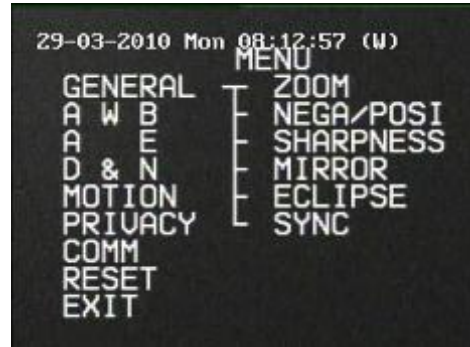 29-03-2010 Mon 08:12:57 (W)
MENU
GENERAL ZOOM
A W B NEGA/POSI
A E SHARPNESS
D & N MIRROR
MOTION ECLIPSE
PRIVACY SYNC
COMM
RESET
EXIT